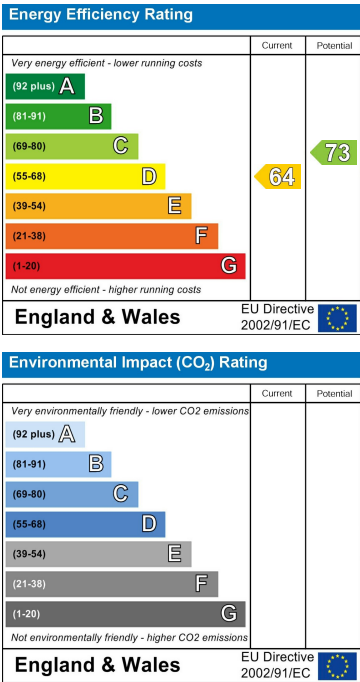 Energy Efficiency Rating
Current Potential
Very energy efficient - lower running costs
(92 plus) A
(81-91) B
(69-80) C
73
(55-68) D
64
(39-54) E
(21-38) F
(1-20) G
Not energy efficient - higher running costs
England & Wales
EU Directive
2002/91/EC
Environmental Impact (CO₂) Rating
Current Potential
Very environmentally friendly - lower CO2 emissions
(92 plus) A
(81-91) B
(69-80) C
(55-68) D
(39-54) E
(21-38) F
(1-20) G
Not environmentally friendly - higher CO2 emissions
England & Wales
EU Directive
2002/91/EC